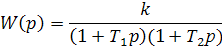 W(p) = k / ((1 + T₁p)(1 + T₂p))